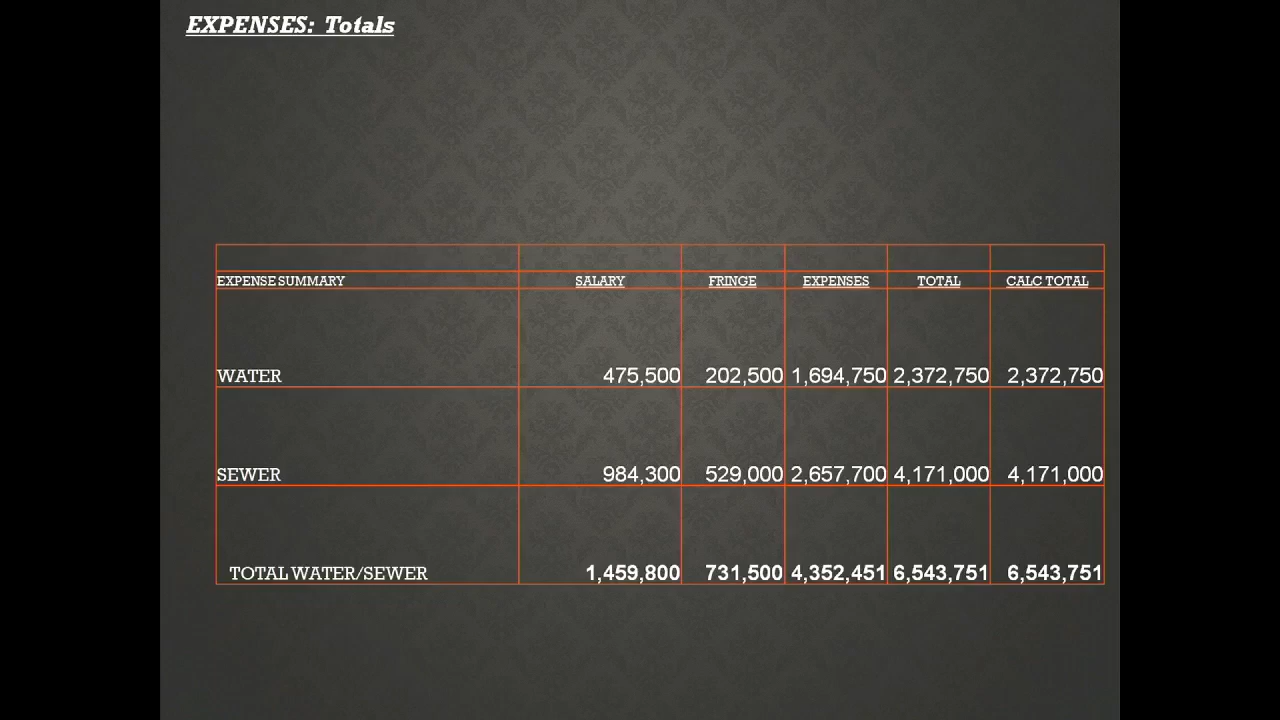 EXPENSES: Totals
EXPENSE SUMMARY SALARY FRINGE EXPENSES TOTAL CALC TOTAL
WATER 475,500 202,500 1,694,750 2,372,750 2,372,750
SEWER 984,300 529,000 2,657,700 4,171,000 4,171,000
TOTAL WATER/SEWER 1,459,800 731,500 4,352,451 6,543,751 6,543,751